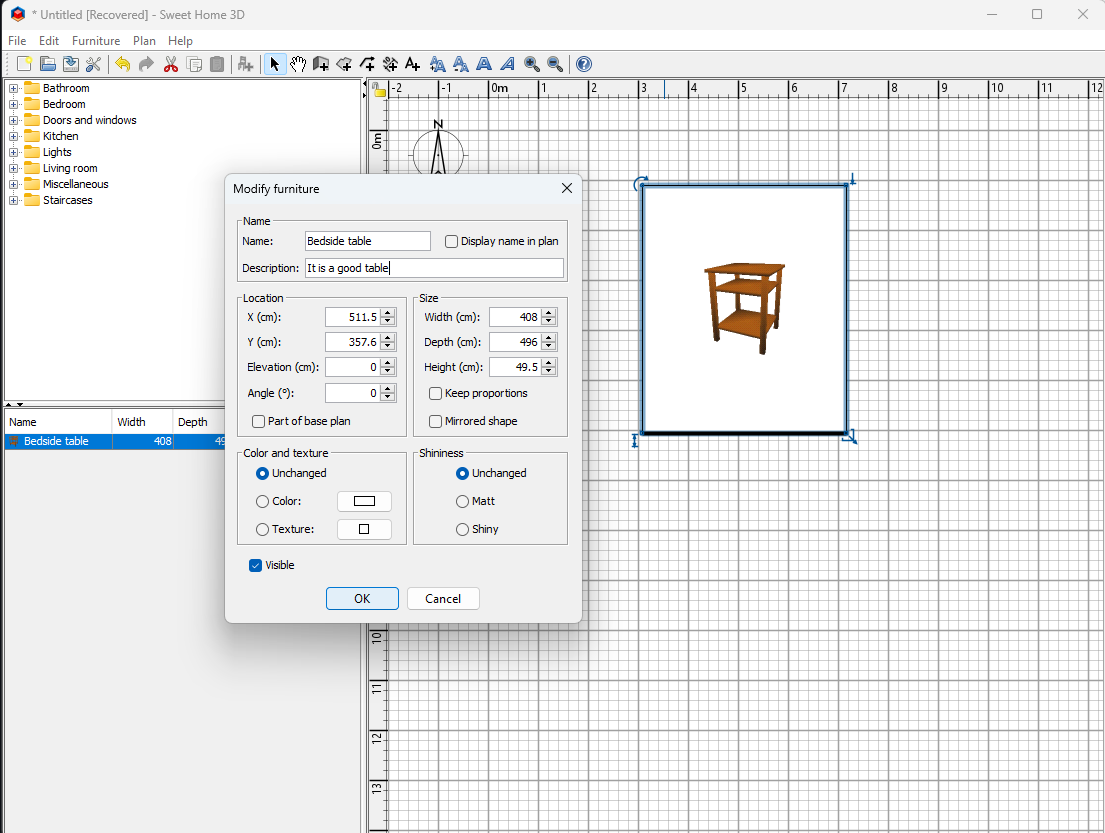 * Untitled [Recovered] - Sweet Home 3D
File Edit Furniture Plan Help
-2 -1 0m 1 2 3 4 5 6 7 8 9 10 11 12
Bathroom
Bedroom
Doors and windows
Kitchen
Lights
Living room
Miscellaneous
Staircases
0m
N
Modify furniture
Name
Name: Bedside table Display name in plan
Description: It is a good table
Location
X (cm): 511.5
Y (cm): 357.6
Elevation (cm): 0
Angle (º): 0
Part of base plan
Size
Width (cm): 408
Depth (cm): 496
Height (cm): 49.5
Keep proportions
Mirrored shape
Color and texture
Unchanged
Color:
Texture:
Shininess
Unchanged
Matt
Shiny
Visible
OK Cancel
Name Width Depth
Bedside table 408
10
11
12
13